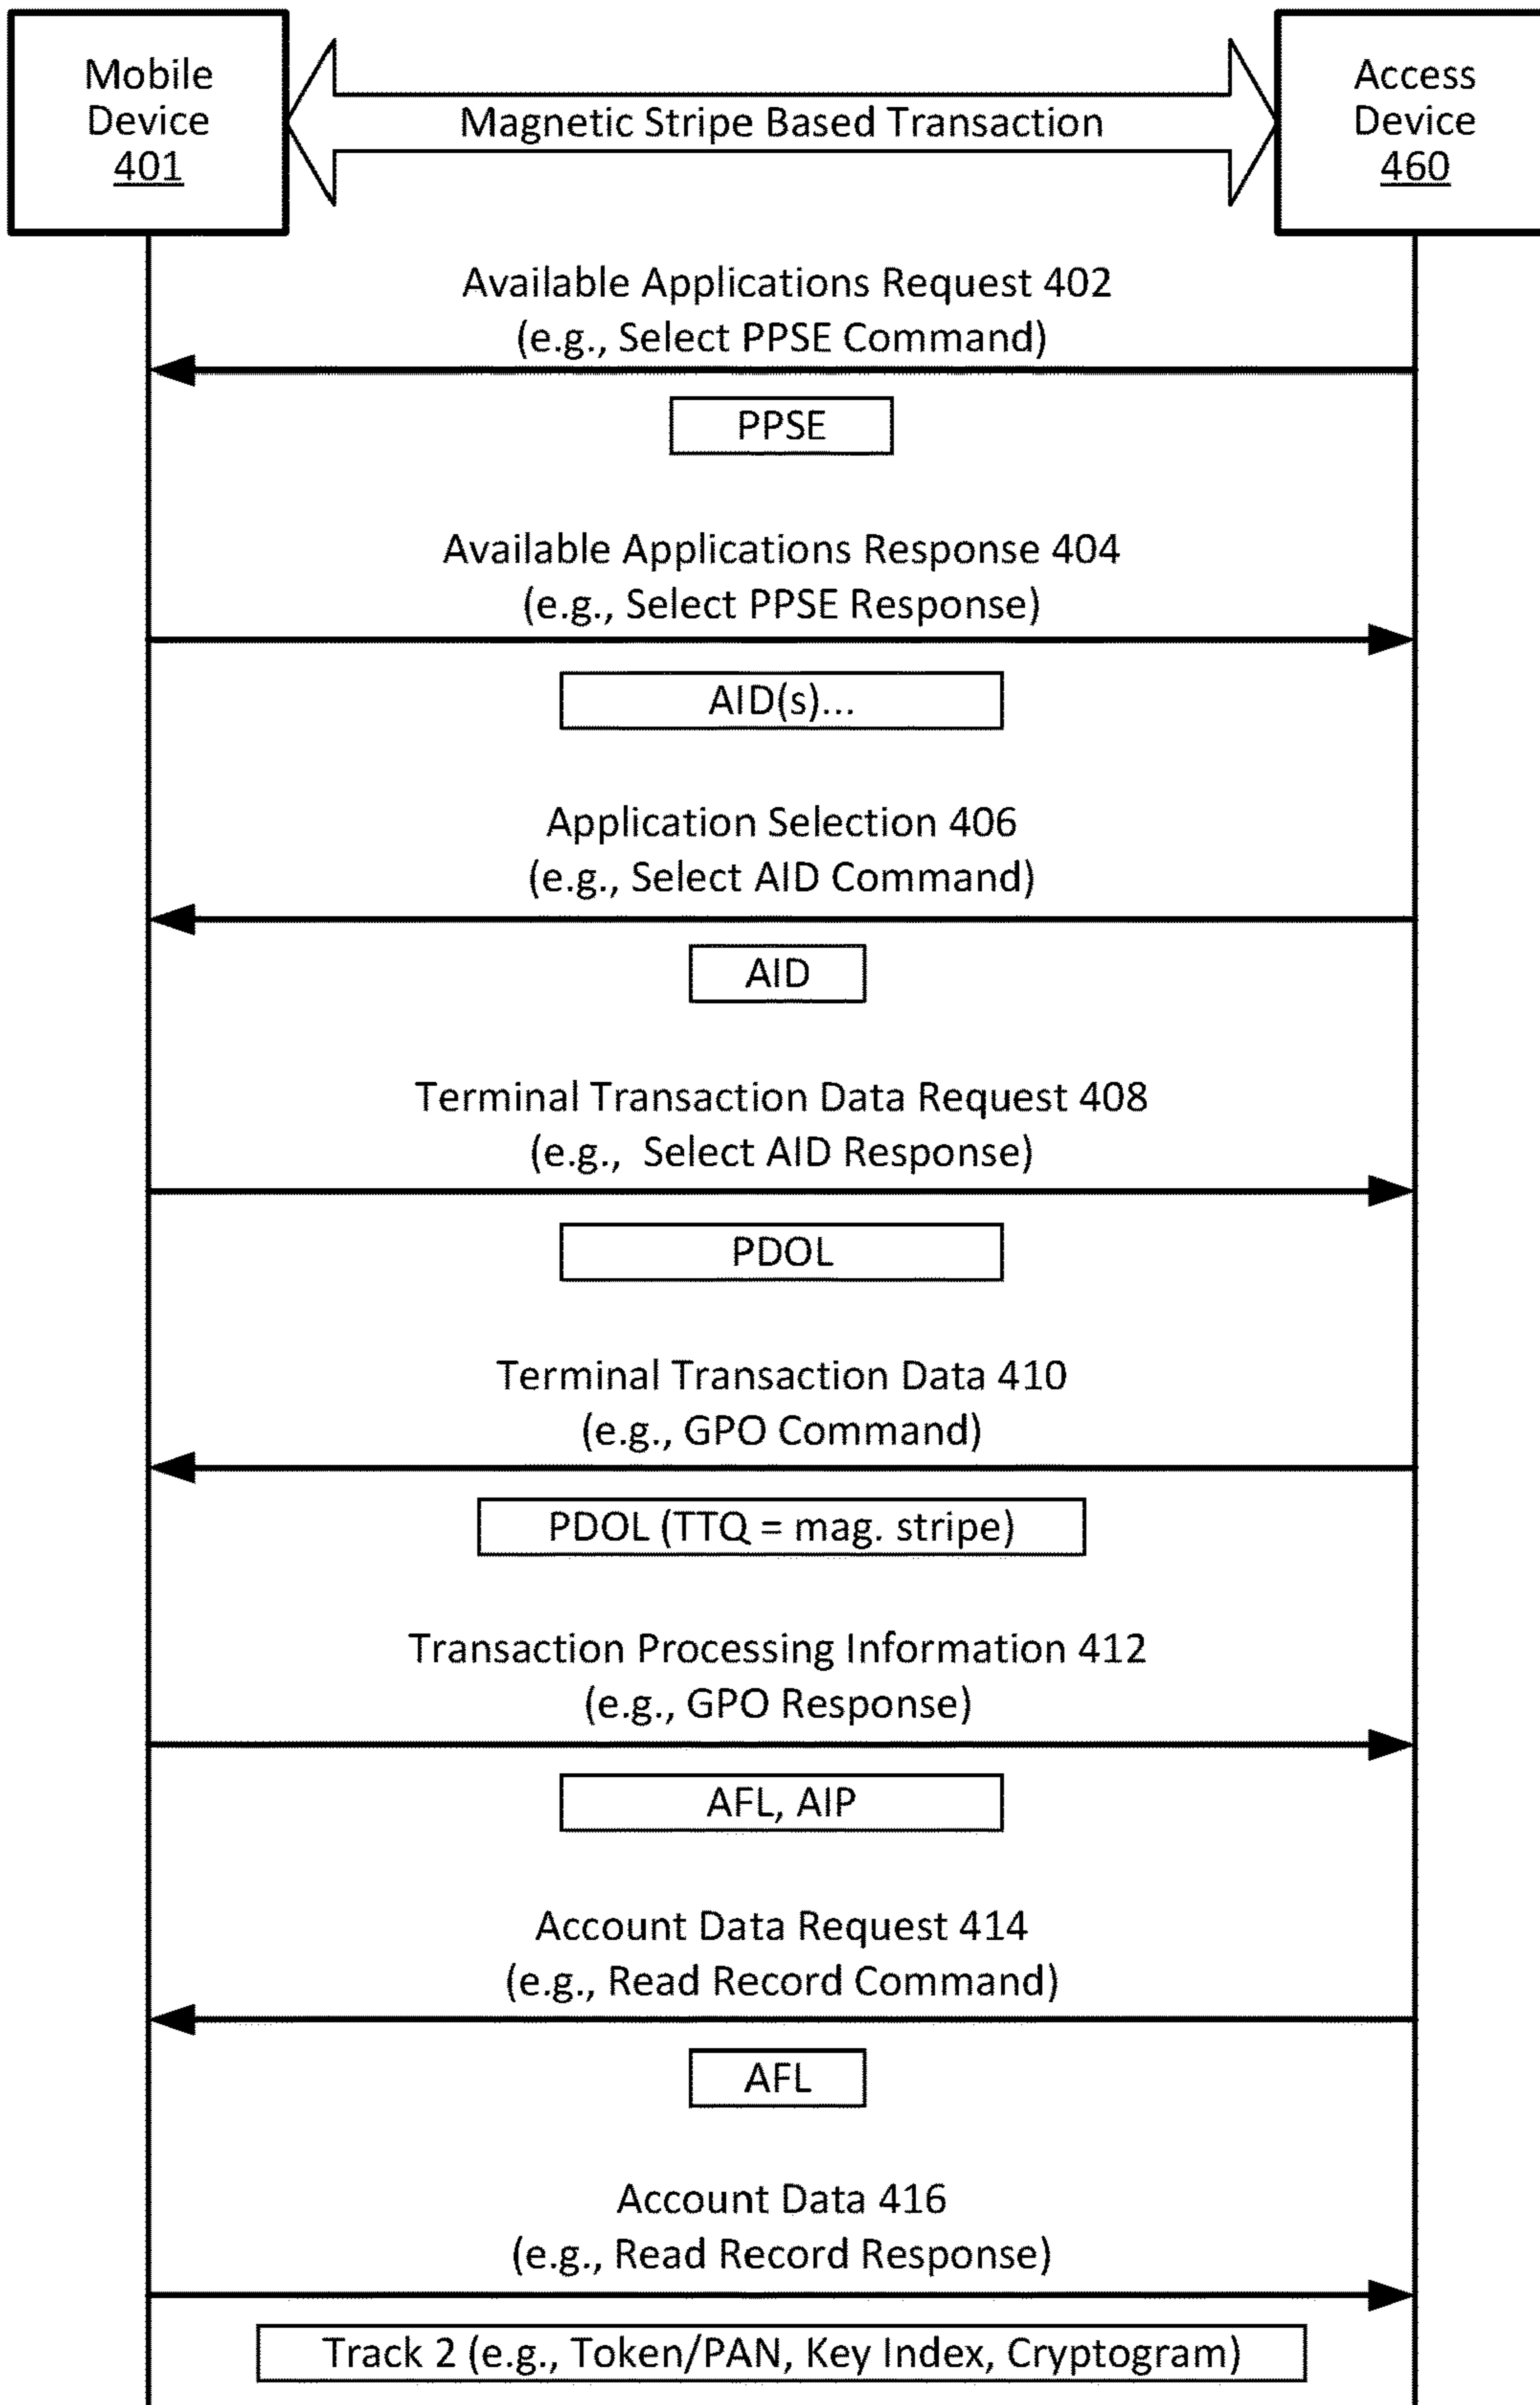 Mobile
Device
401
Magnetic Stripe Based Transaction
Access
Device
460
Available Applications Request 402
(e.g., Select PPSE Command)
PPSE
Available Applications Response 404
(e.g., Select PPSE Response)
AID(s)...
Application Selection 406
(e.g., Select AID Command)
AID
Terminal Transaction Data Request 408
(e.g., Select AID Response)
PDOL
Terminal Transaction Data 410
(e.g., GPO Command)
PDOL (TTQ = mag. stripe)
Transaction Processing Information 412
(e.g., GPO Response)
AFL, AIP
Account Data Request 414
(e.g., Read Record Command)
AFL
Account Data 416
(e.g., Read Record Response)
Track 2 (e.g., Token/PAN, Key Index, Cryptogram)